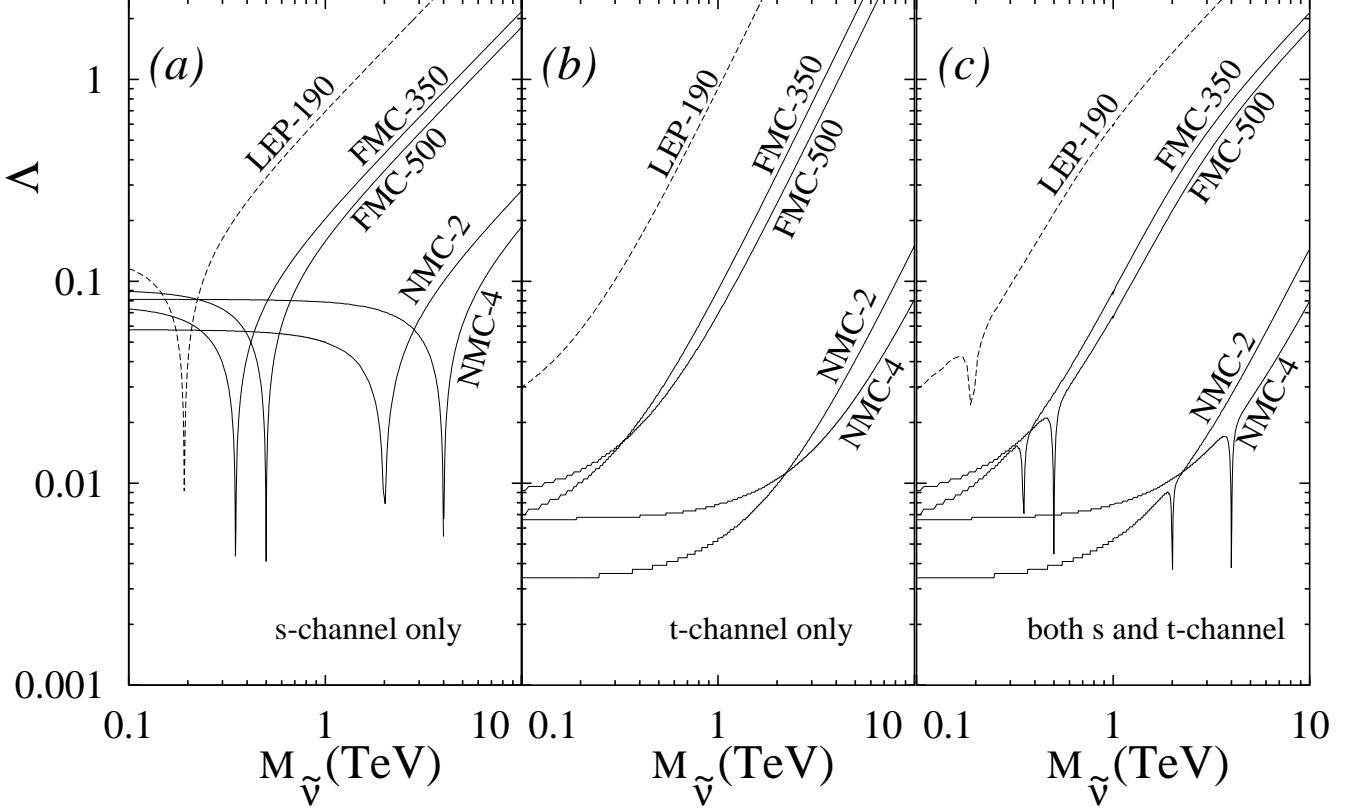 (a)
LEP-190
FMC-350
FMC-500
NMC-2
NMC-4
s-channel only
(b)
LEP-190
FMC-350
FMC-500
NMC-2
NMC-4
t-channel only
(c)
LEP-190
FMC-350
FMC-500
NMC-2
NMC-4
both s and t-channel
Λ
1
0.1
0.01
0.001
0.1 1 10
0.1 1 10
0.1 1 10
M_ν̃ (TeV)
M_ν̃ (TeV)
M_ν̃ (TeV)